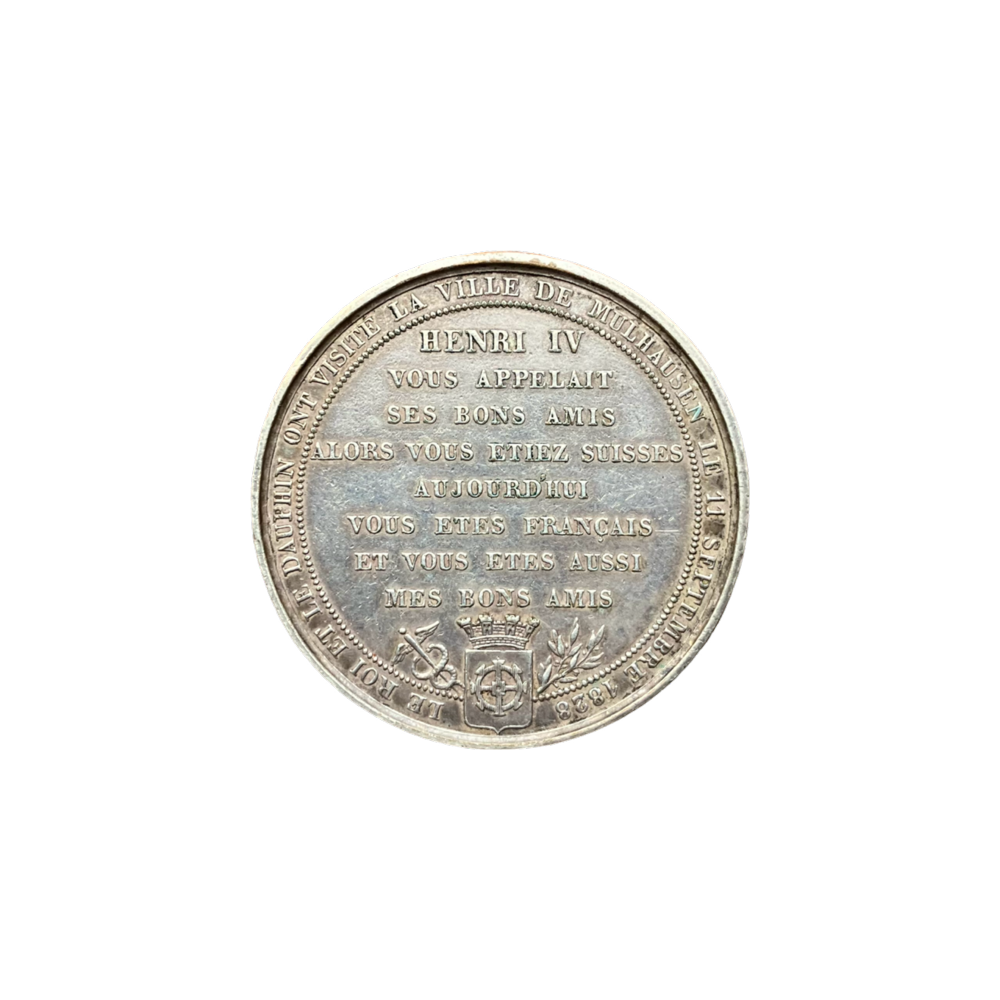 LE ROI ET LE DAUPHIN ONT VISITÉ LA VILLE DE MULHAUSEN LE 11 SEPTEMBRE 1828
HENRI IV
VOUS APPELAIT
SES BONS AMIS
ALORS VOUS ETIEZ SUISSES
AUJOURD'HUI
VOUS ETES FRANÇAIS
ET VOUS ETES AUSSI
MES BONS AMIS